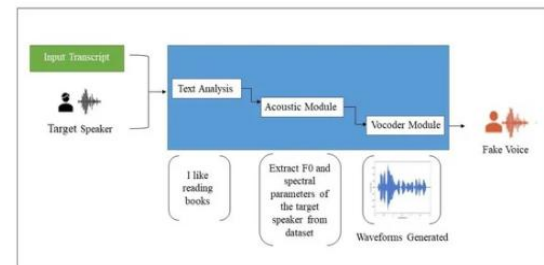 Input Transcript
Target Speaker
Text Analysis
Acoustic Module
Vocoder Module
Fake Voice
I like
reading
books
Extract F0 and
spectral
parameters of
the target
speaker from
dataset
Waveforms Generated